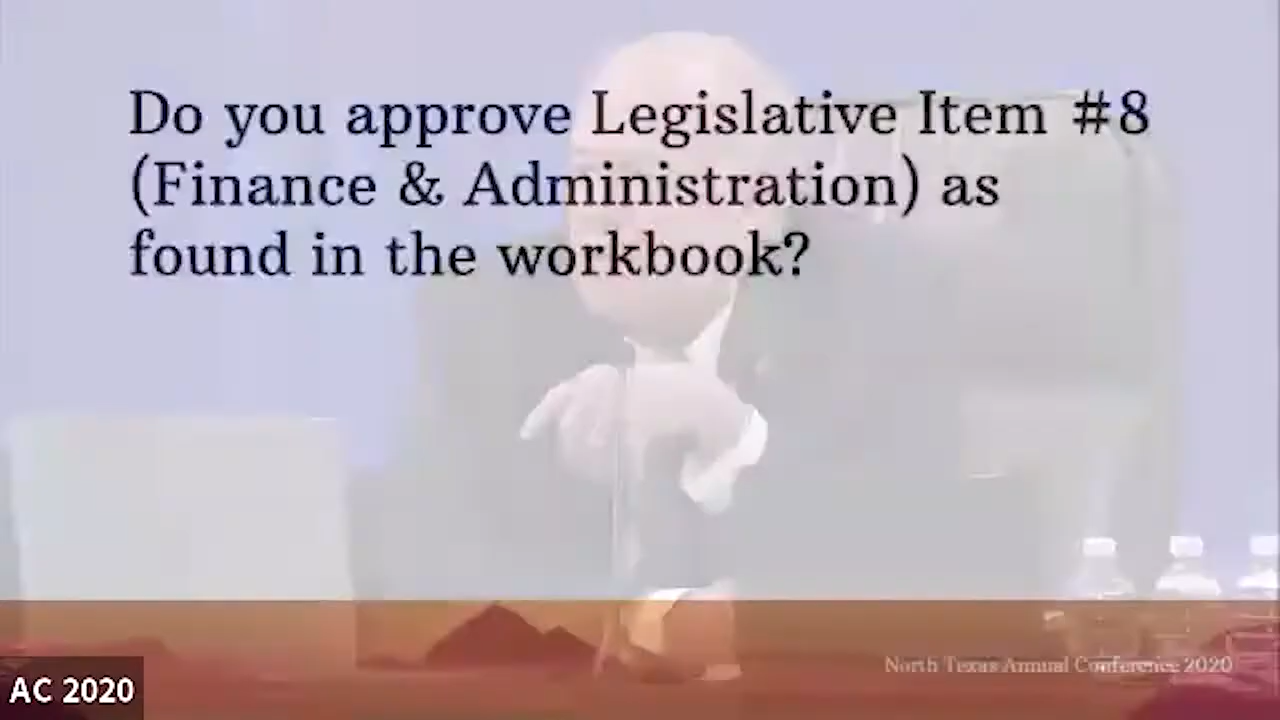 Do you approve Legislative Item #8
(Finance & Administration) as
found in the workbook?
North Texas Annual Conference 2020
AC 2020